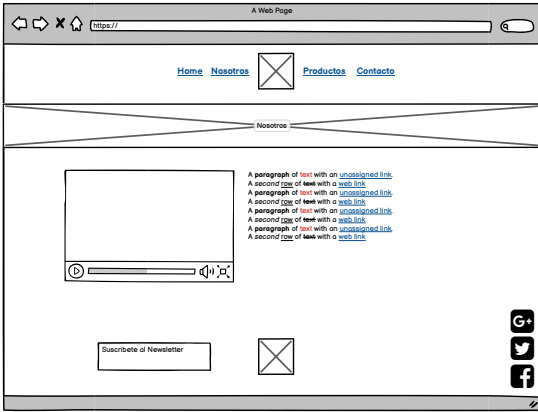 A Web Page
https://
Home Nosotros Productos Contacto
Nosotros
A paragraph of text with an unassigned link.
A second row of text with a web link
A paragraph of text with an unassigned link.
A second row of text with a web link
A paragraph of text with an unassigned link.
A second row of text with a web link
A paragraph of text with an unassigned link.
A second row of text with a web link
G+
Suscribete al Newsletter